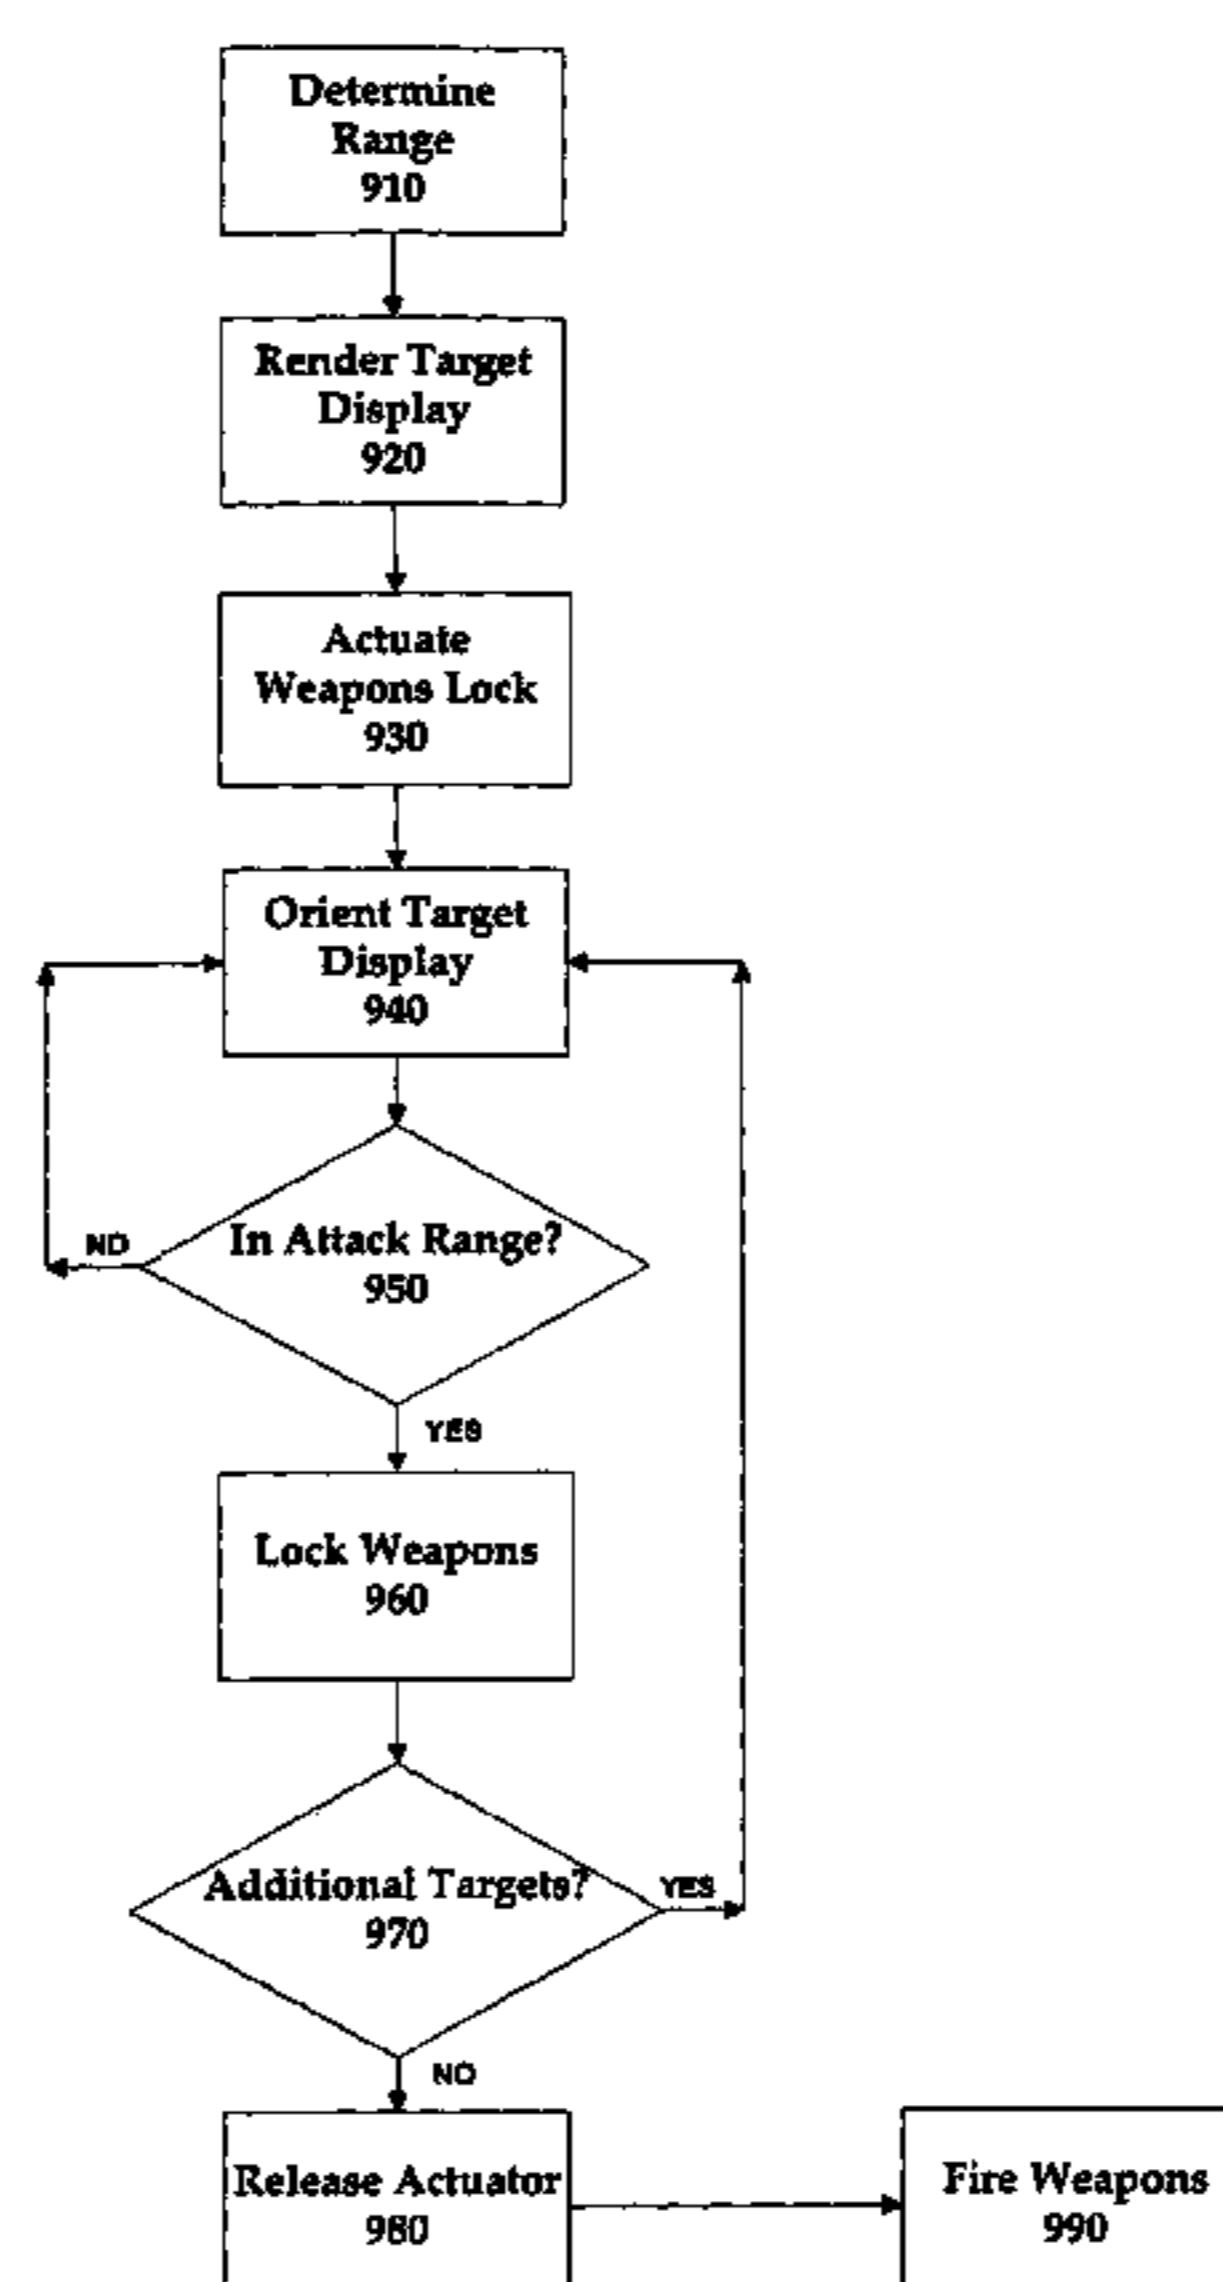 Determine
Range
910
Render Target
Display
920
Actuate
Weapons Lock
930
Orient Target
Display
940
In Attack Range?
950
NO
YES
Lock Weapons
960
Additional Targets?
970
YES
NO
Release Actuator
980
Fire Weapons
990